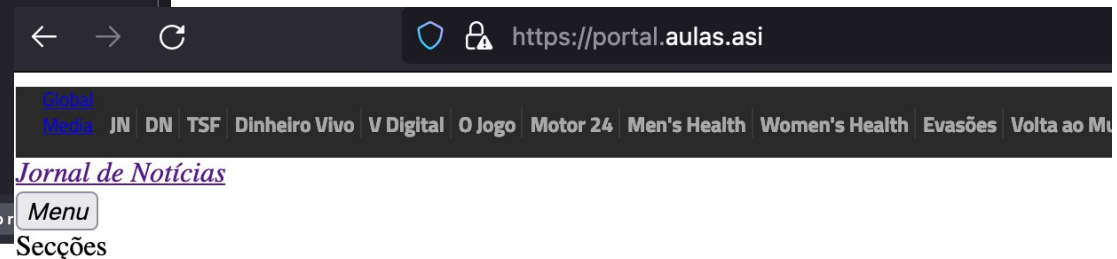 https://portal.aulas.asi
Global
Media JN DN TSF Dinheiro Vivo V Digital O Jogo Motor 24 Men's Health Women's Health Evasões Volta ao
Jornal de Notícias
Menu
Secções